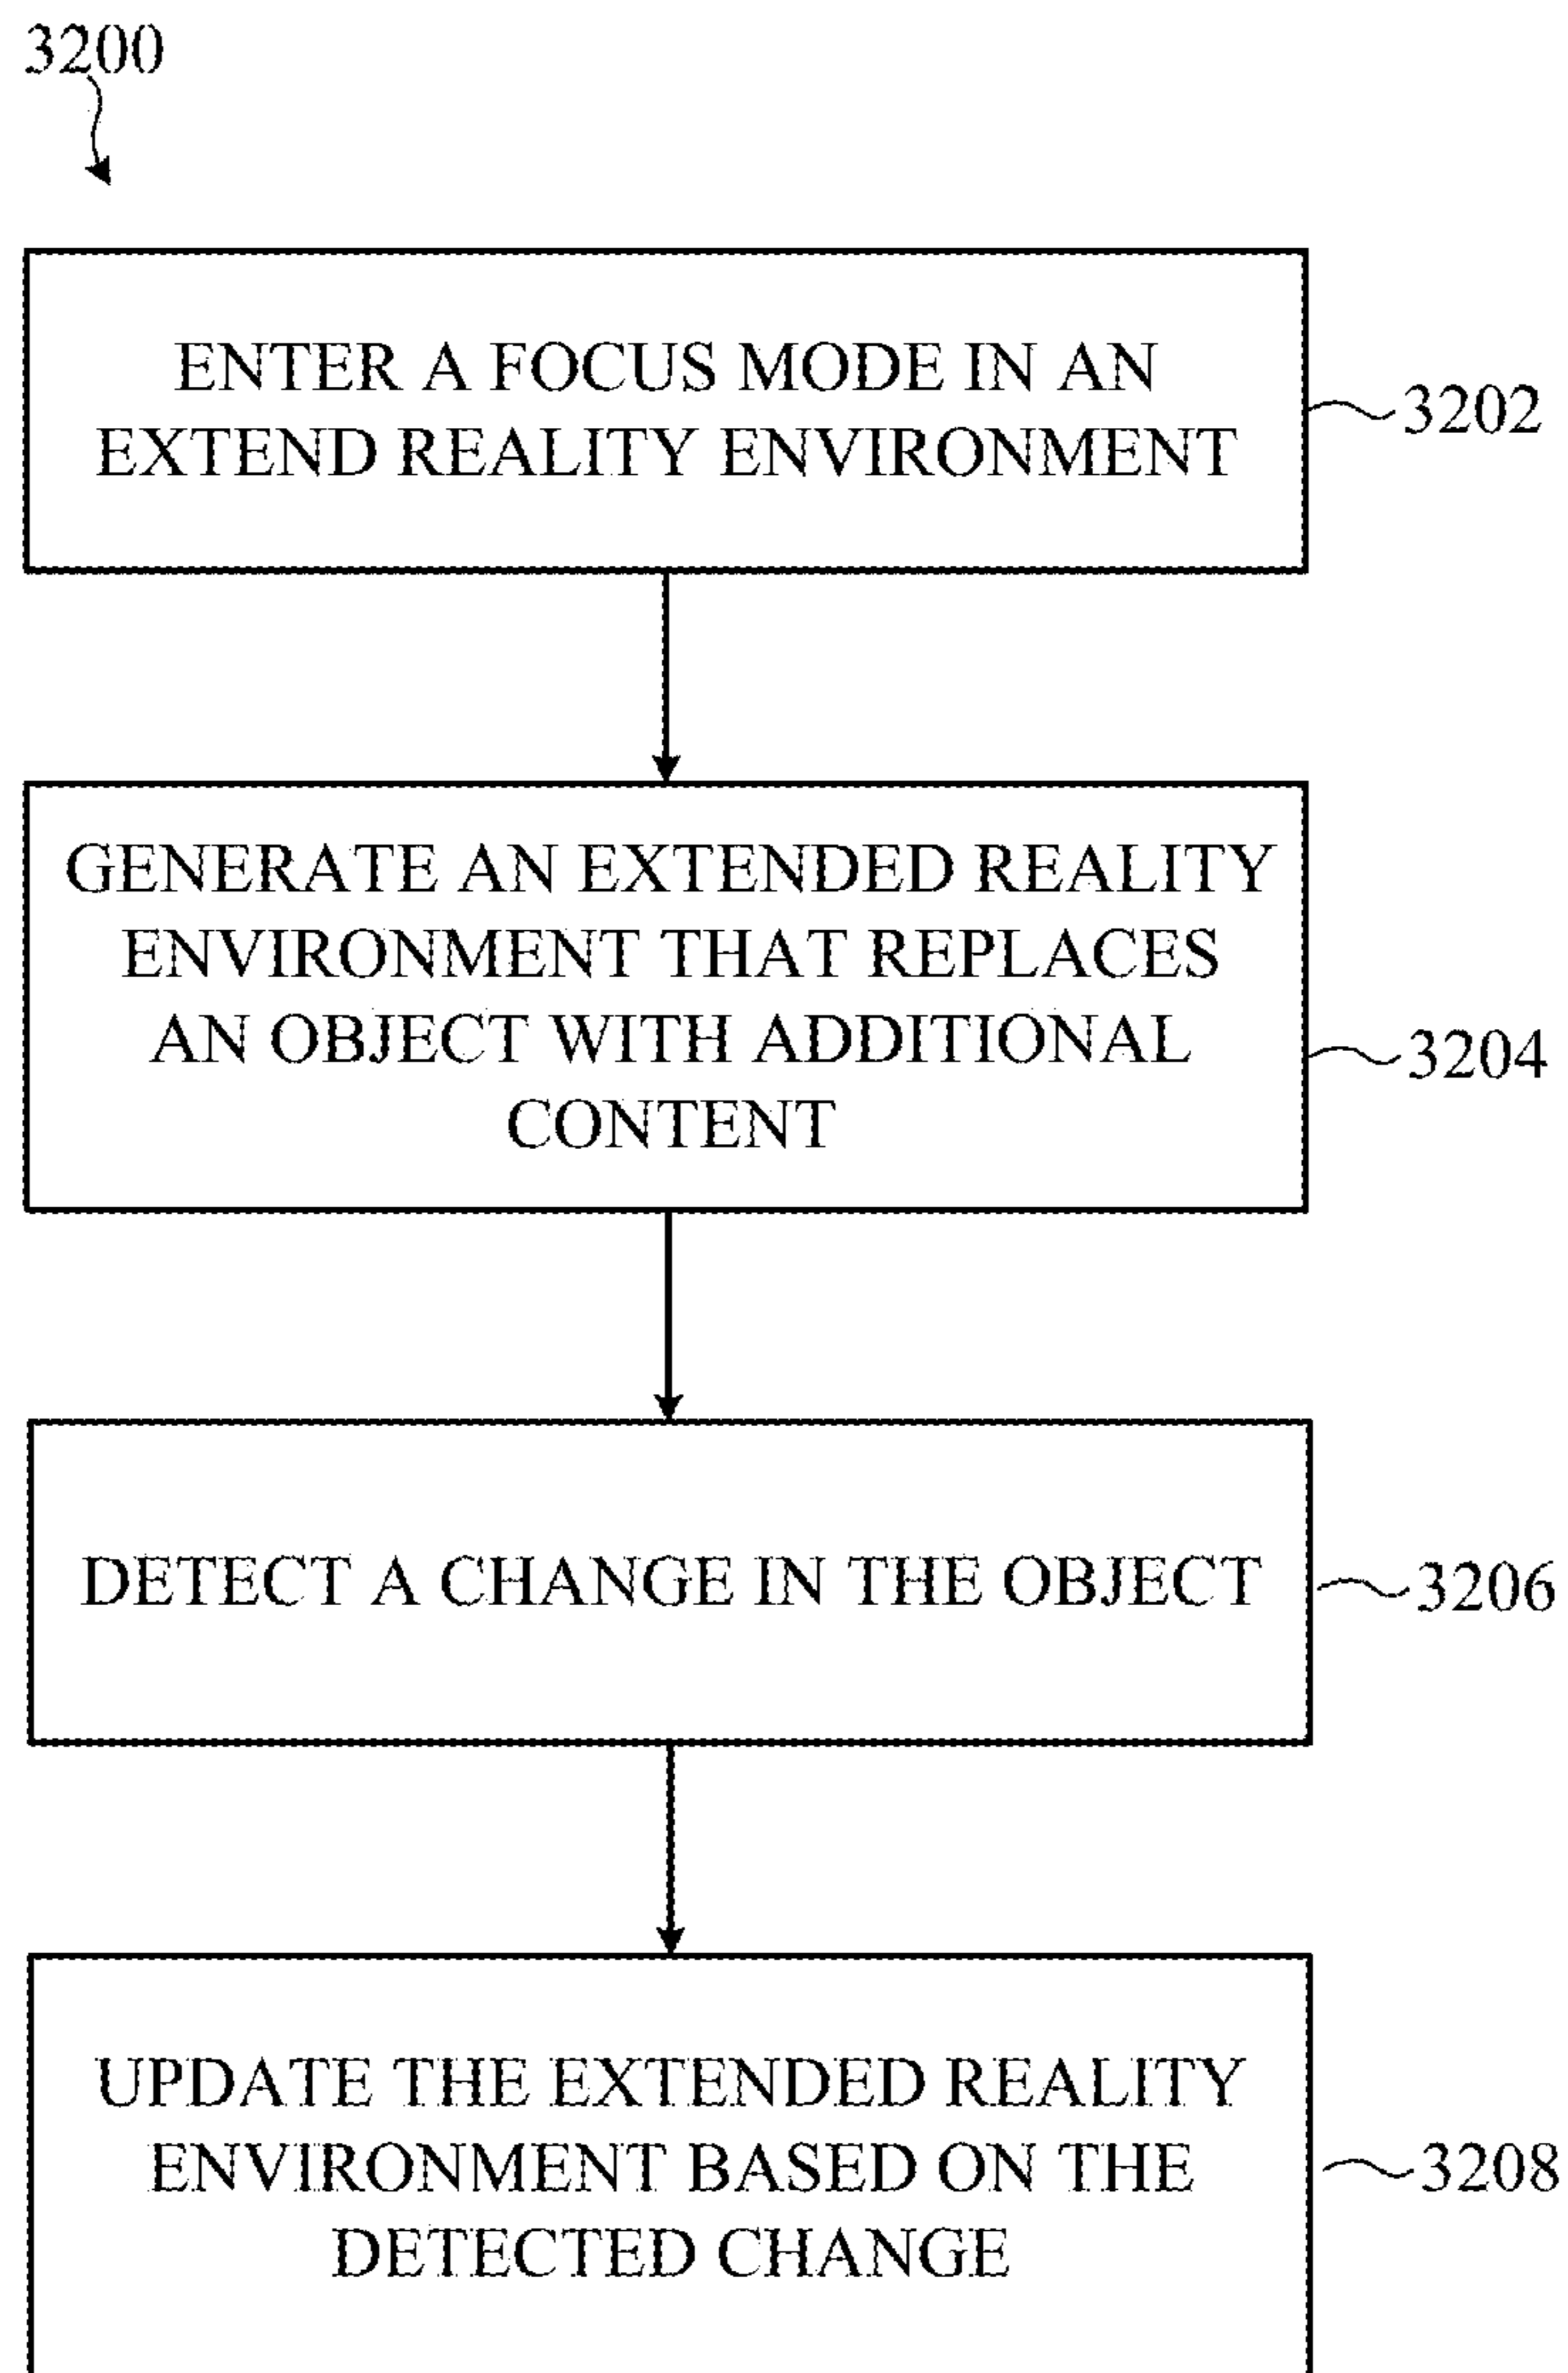 3200
ENTER A FOCUS MODE IN AN
EXTEND REALITY ENVIRONMENT
3202
GENERATE AN EXTENDED REALITY
ENVIRONMENT THAT REPLACES
AN OBJECT WITH ADDITIONAL
CONTENT
3204
DETECT A CHANGE IN THE OBJECT
3206
UPDATE THE EXTENDED REALITY
ENVIRONMENT BASED ON THE
DETECTED CHANGE
3208